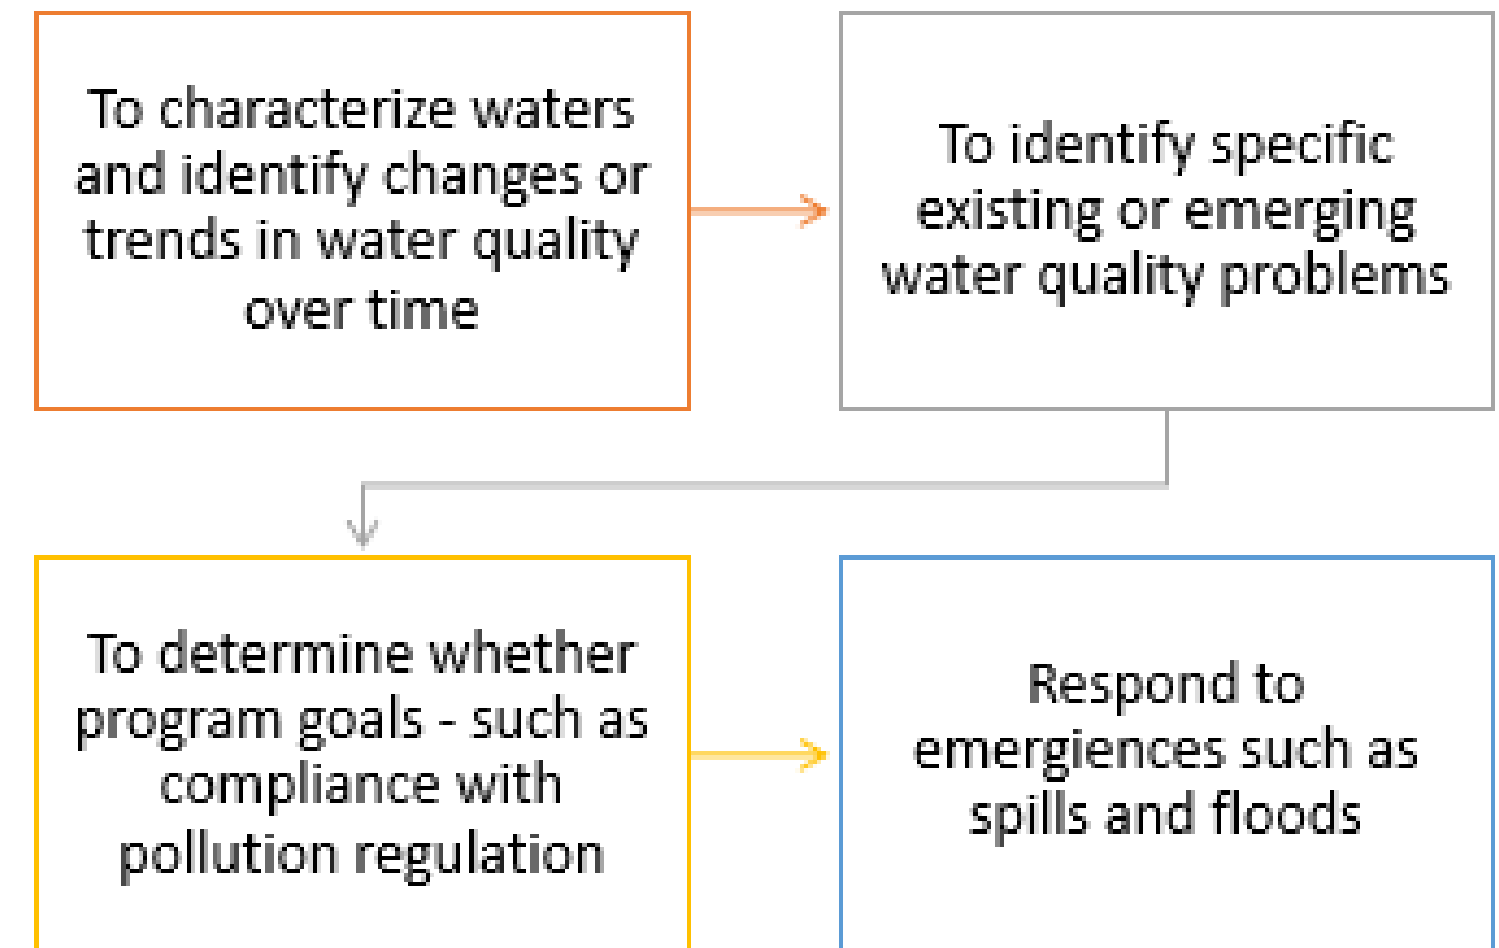 To characterize waters
and identify changes or
trends in water quality
over time
To identify specific
existing or emerging
water quality problems
To determine whether
program goals - such as
compliance with
pollution regulation
Respond to
emergiences such as
spills and floods